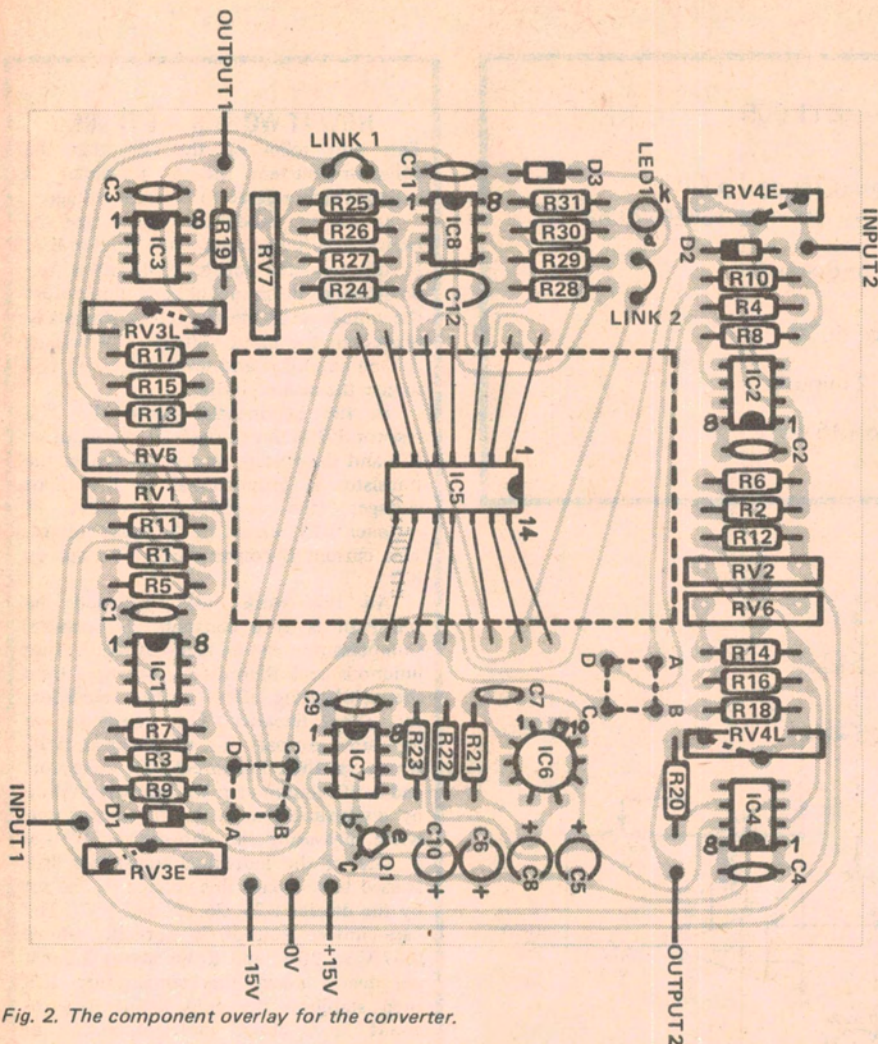 OUTPUT 1
LINK 1
C11
D3
LED1
k
RV4E
INPUT 2
C3
1
8
IC3
R19
RV7
R25
R26
R27
R24
1
8
IC8
C12
R31
R30
R29
R28
LINK 2
D2
R10
R4
R8
IC2
8
1
C2
RV3L
R17
R15
R13
RV5
RV1
R11
R1
R5
C1
1
8
IC1
R7
R3
R9
D1
RV3E
INPUT 1
1
IC5
14
R6
R2
R12
RV2
RV6
R14
R16
R18
RV4L
D
A
C
B
C9
1
8
IC7
R23
R22
R21
C7
1
10
IC6
D
C
A
B
b
e
c
Q1
C10
+
C6
+
+
C8
+
C5
R20
IC4
8
1
C4
–15V
0V
+15V
OUTPUT 2
Fig. 2. The component overlay for the converter.